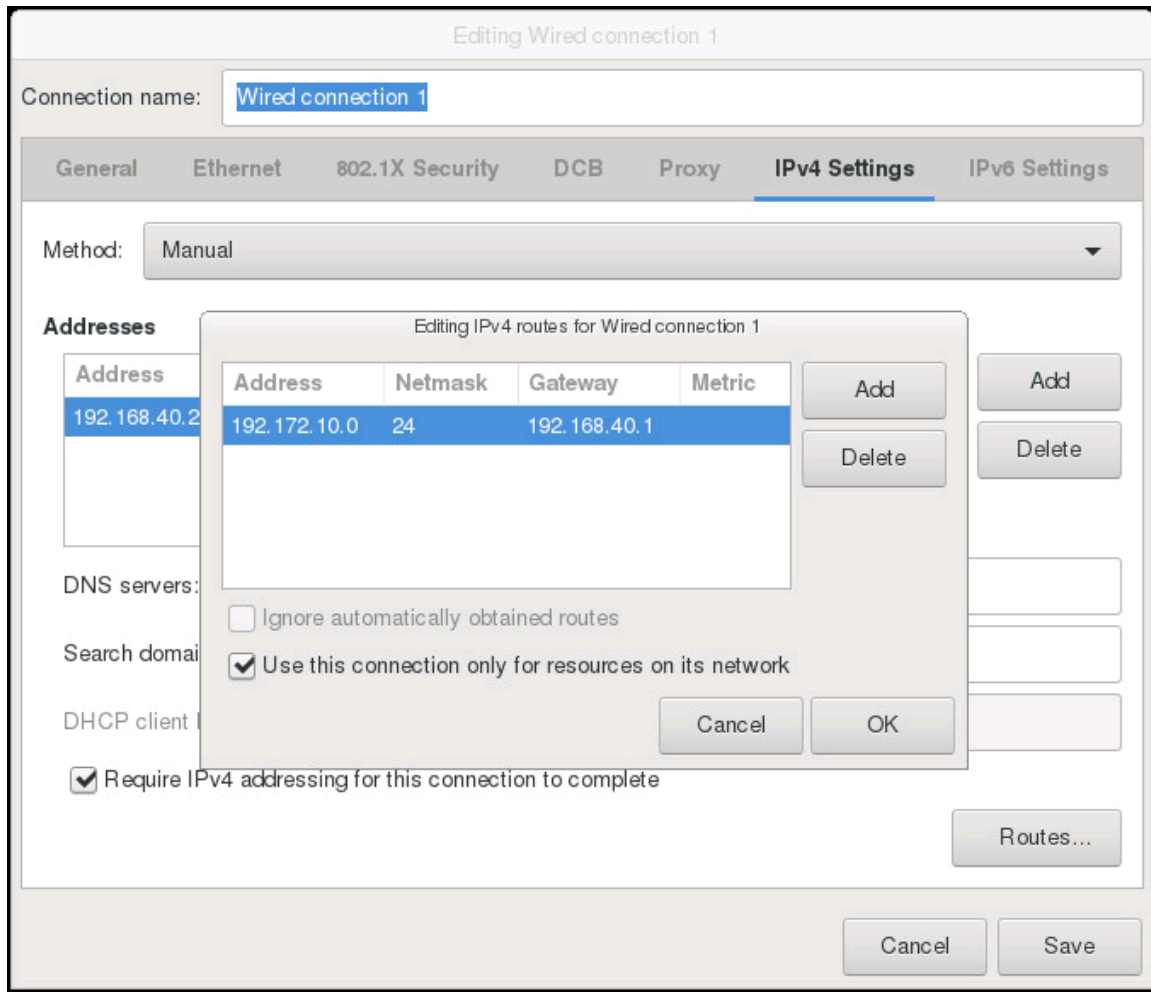 Editing Wired connection 1
Connection name: Wired connection 1
General Ethernet 802.1X Security DCB Proxy IPv4 Settings IPv6 Settings
Method: Manual
Addresses
Address
192.168.40.2
Add
Delete
Editing IPv4 routes for Wired connection 1
Address Netmask Gateway Metric
192.172.10.0 24 192.168.40.1
Add
Delete
Ignore automatically obtained routes
Use this connection only for resources on its network
Cancel OK
DNS servers:
Search domai
DHCP client
Require IPv4 addressing for this connection to complete
Routes...
Cancel Save